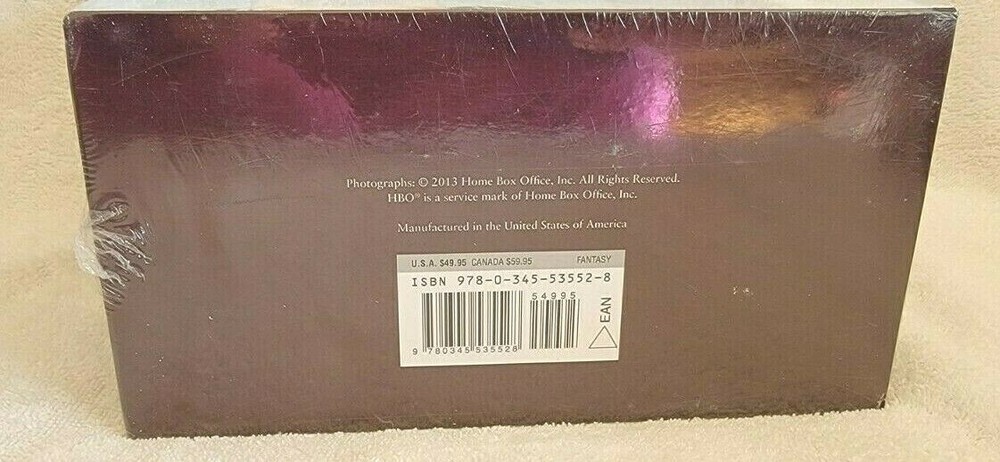 Photographs: © 2013 Home Box Office, Inc. All Rights Reserved.
HBO® is a service mark of Home Box Office, Inc.
Manufactured in the United States of America
U.S.A. $49.95 CANADA $59.95 FANTASY
ISBN 978-0-345-53552-8
54995
EAN
9 780345 535528